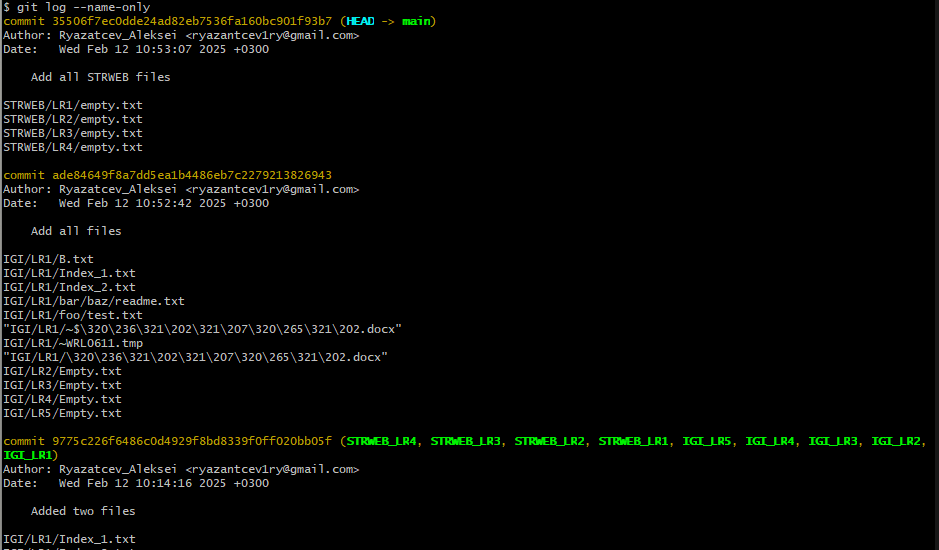 $ git log --name-only
commit 35506f7ec0dde24ad82eb7536fa160bc901f93b7 (HEAD -> main)
Author: Ryazatcev_Aleksei <ryazantcev1ry@gmail.com>
Date:   Wed Feb 12 10:53:07 2025 +0300
    Add all STRWEB files
STRWEB/LR1/empty.txt
STRWEB/LR2/empty.txt
STRWEB/LR3/empty.txt
STRWEB/LR4/empty.txt
commit ade84649f8a7dd5ea1b4486eb7c2279213826943
Author: Ryazatcev_Aleksei <ryazantcev1ry@gmail.com>
Date:   Wed Feb 12 10:52:42 2025 +0300
    Add all files
IGI/LR1/B.txt
IGI/LR1/Index_1.txt
IGI/LR1/Index_2.txt
IGI/LR1/bar/baz/readme.txt
IGI/LR1/foo/test.txt
"IGI/LR1/~$\320\236\321\202\321\207\320\265\321\202.docx"
IGI/LR1/~WRL0611.tmp
"IGI/LR1/\320\236\321\202\321\207\320\265\321\202.docx"
IGI/LR2/Empty.txt
IGI/LR3/Empty.txt
IGI/LR4/Empty.txt
IGI/LR5/Empty.txt
commit 9775c226f6486c0d4929f8bd8339f0ff020bb05f (STRWEB_LR4, STRWEB_LR3, STRWEB_LR2, STRWEB_LR1, IGI_LR5, IGI_LR4, IGI_LR3, IGI_LR2,
IGI_LR1)
Author: Ryazatcev_Aleksei <ryazantcev1ry@gmail.com>
Date:   Wed Feb 12 10:14:16 2025 +0300
    Added two files
IGI/LR1/Index_1.txt